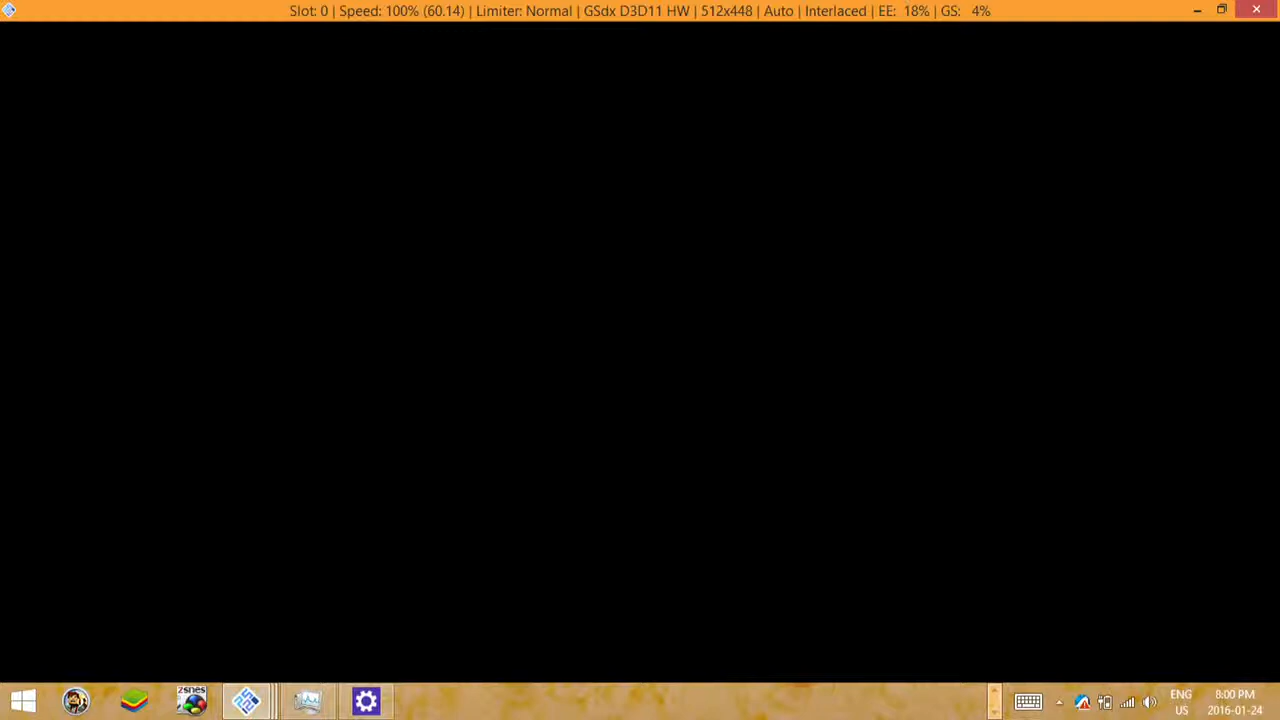 Slot: 0 | Speed: 100% (60.14) | Limiter: Normal | GSdx D3D11 HW | 512x448 | Auto | Interlaced | EE: 18% | GS: 4%
zsnes
ENG
US
8:00 PM
2016-01-24